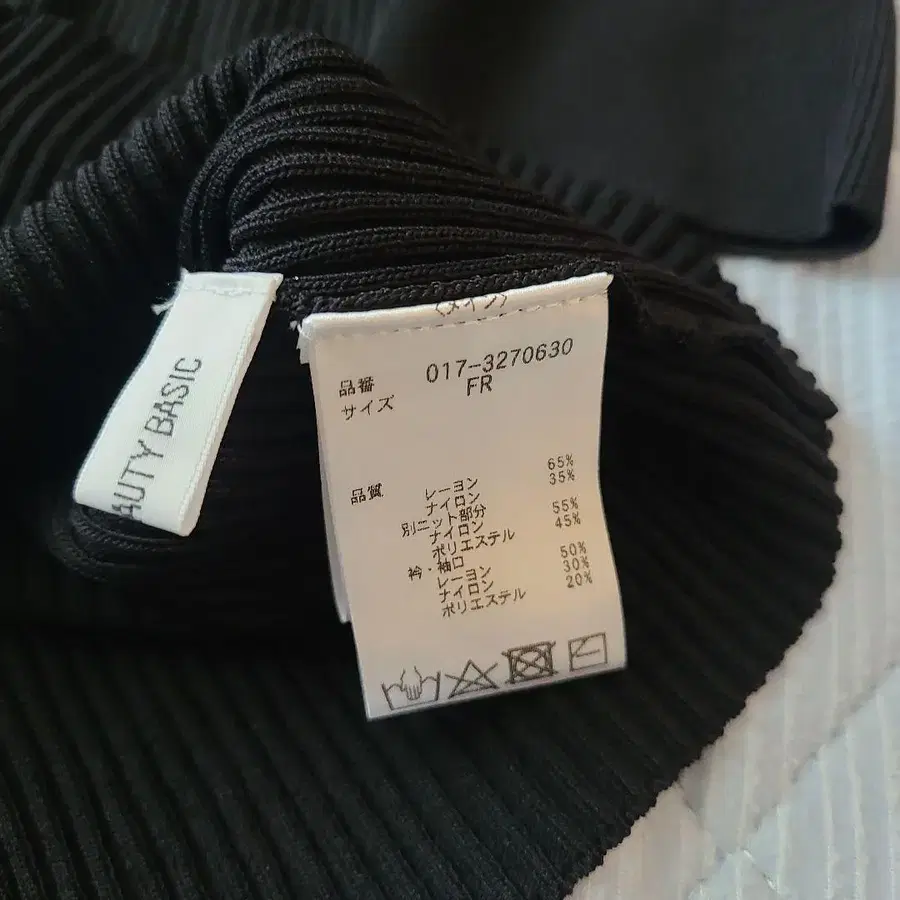 AUTY BASIC
(メイン)
品番 017-3270630
サイズ FR
品質
レーヨン 65%
ナイロン 35%
別ニット部分
ナイロン 55%
ポリエステル 45%
衿・袖口
レーヨン 50%
ナイロン 30%
ポリエステル 20%